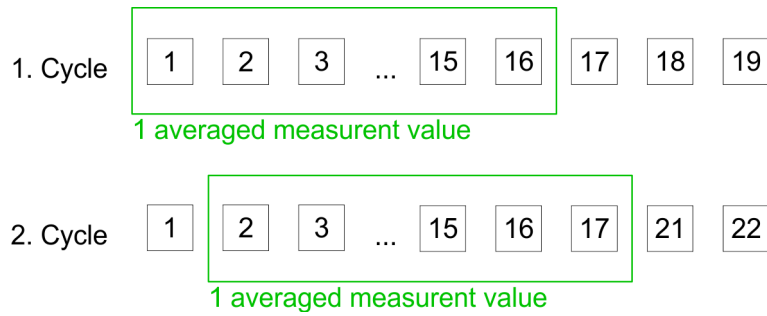 1. Cycle 1 2 3 ... 15 16 17 18 19
1 averaged measurent value
2. Cycle 1 2 3 ... 15 16 17 21 22
1 averaged measurent value